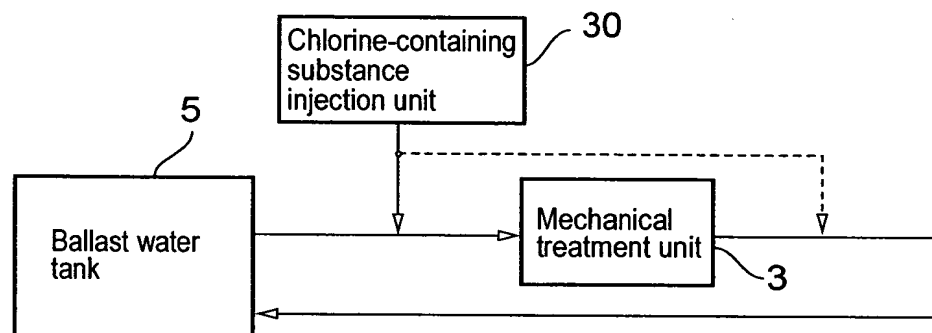 Chlorine-containing
substance
injection unit
30
5
Ballast water
tank
Mechanical
treatment unit
3